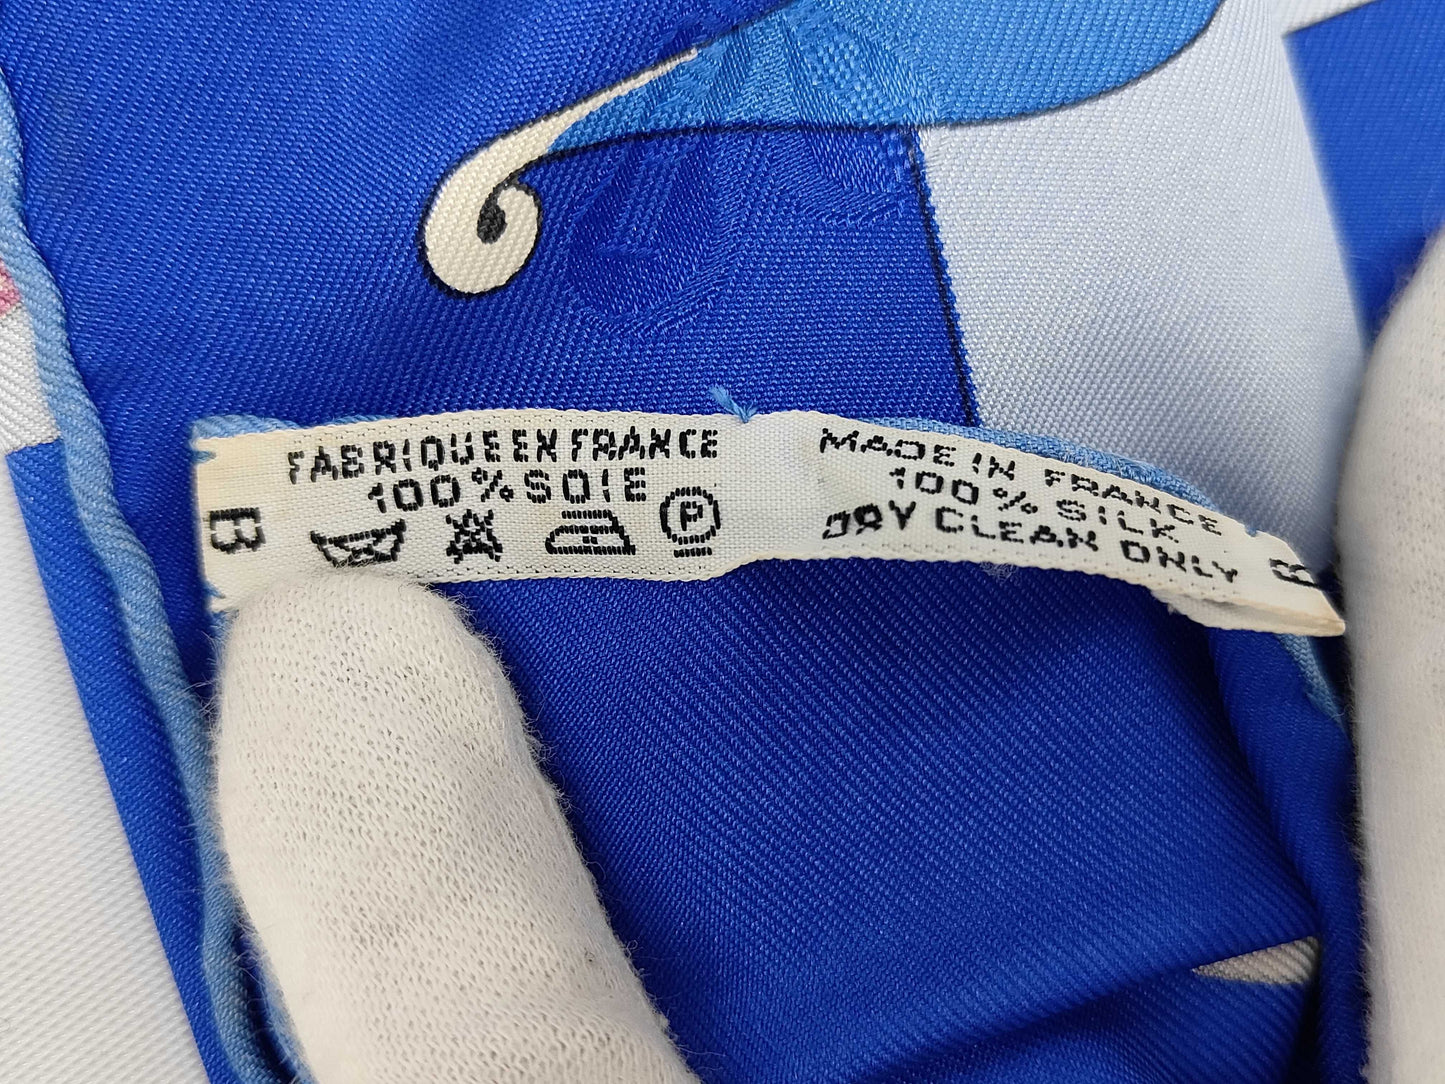 FABRIQUE EN FRANCE
100% SOIE
B
P
MADE IN FRANCE
100% SILK
DRY CLEAN ONLY
B